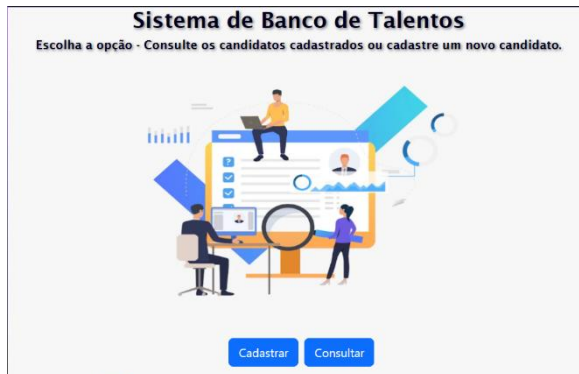 Sistema de Banco de Talentos
Escolha a opção - Consulte os candidatos cadastrados ou cadastre um novo candidato.
?
Cadastrar Consultar